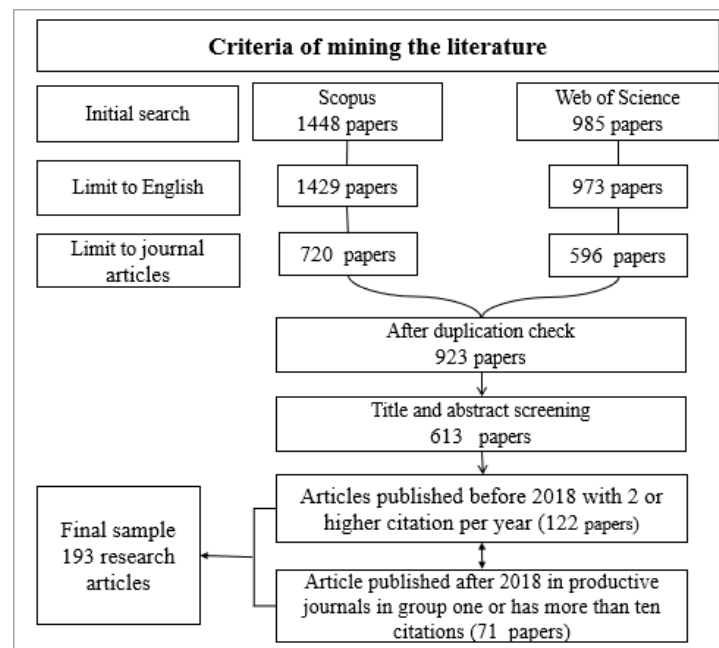 Criteria of mining the literature
Initial search
Scopus
1448 papers
Web of Science
985 papers
Limit to English
1429 papers
973 papers
Limit to journal
articles
720 papers
596 papers
After duplication check
923 papers
Title and abstract screening
613 papers
Articles published before 2018 with 2 or
higher citation per year (122 papers)
Final sample
193 research
articles
Article published after 2018 in productive
journals in group one or has more than ten
citations (71 papers)